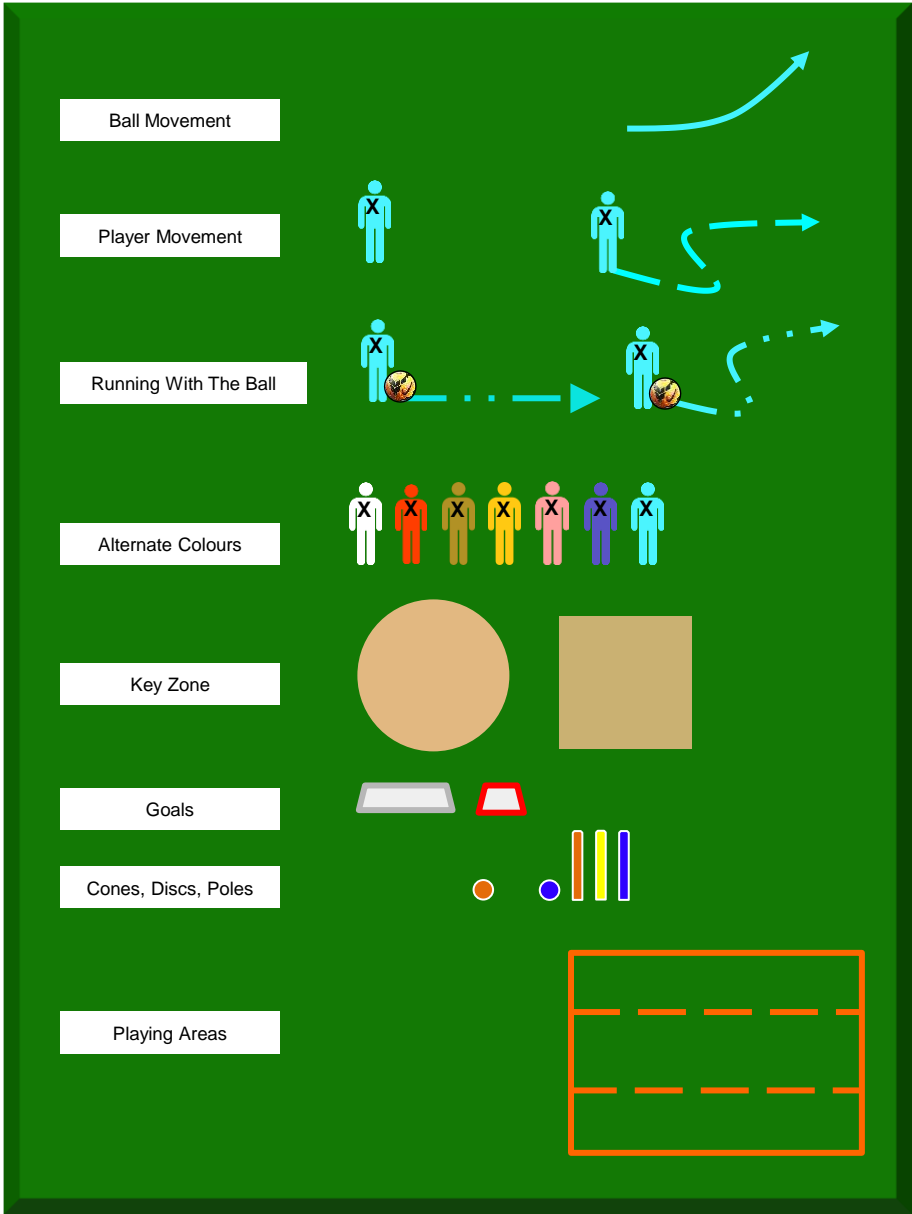 Ball Movement
X
X
Player Movement
X
X
Running With The Ball
X X X X X X X
Alternate Colours
Key Zone
Goals
Cones, Discs, Poles
Playing Areas